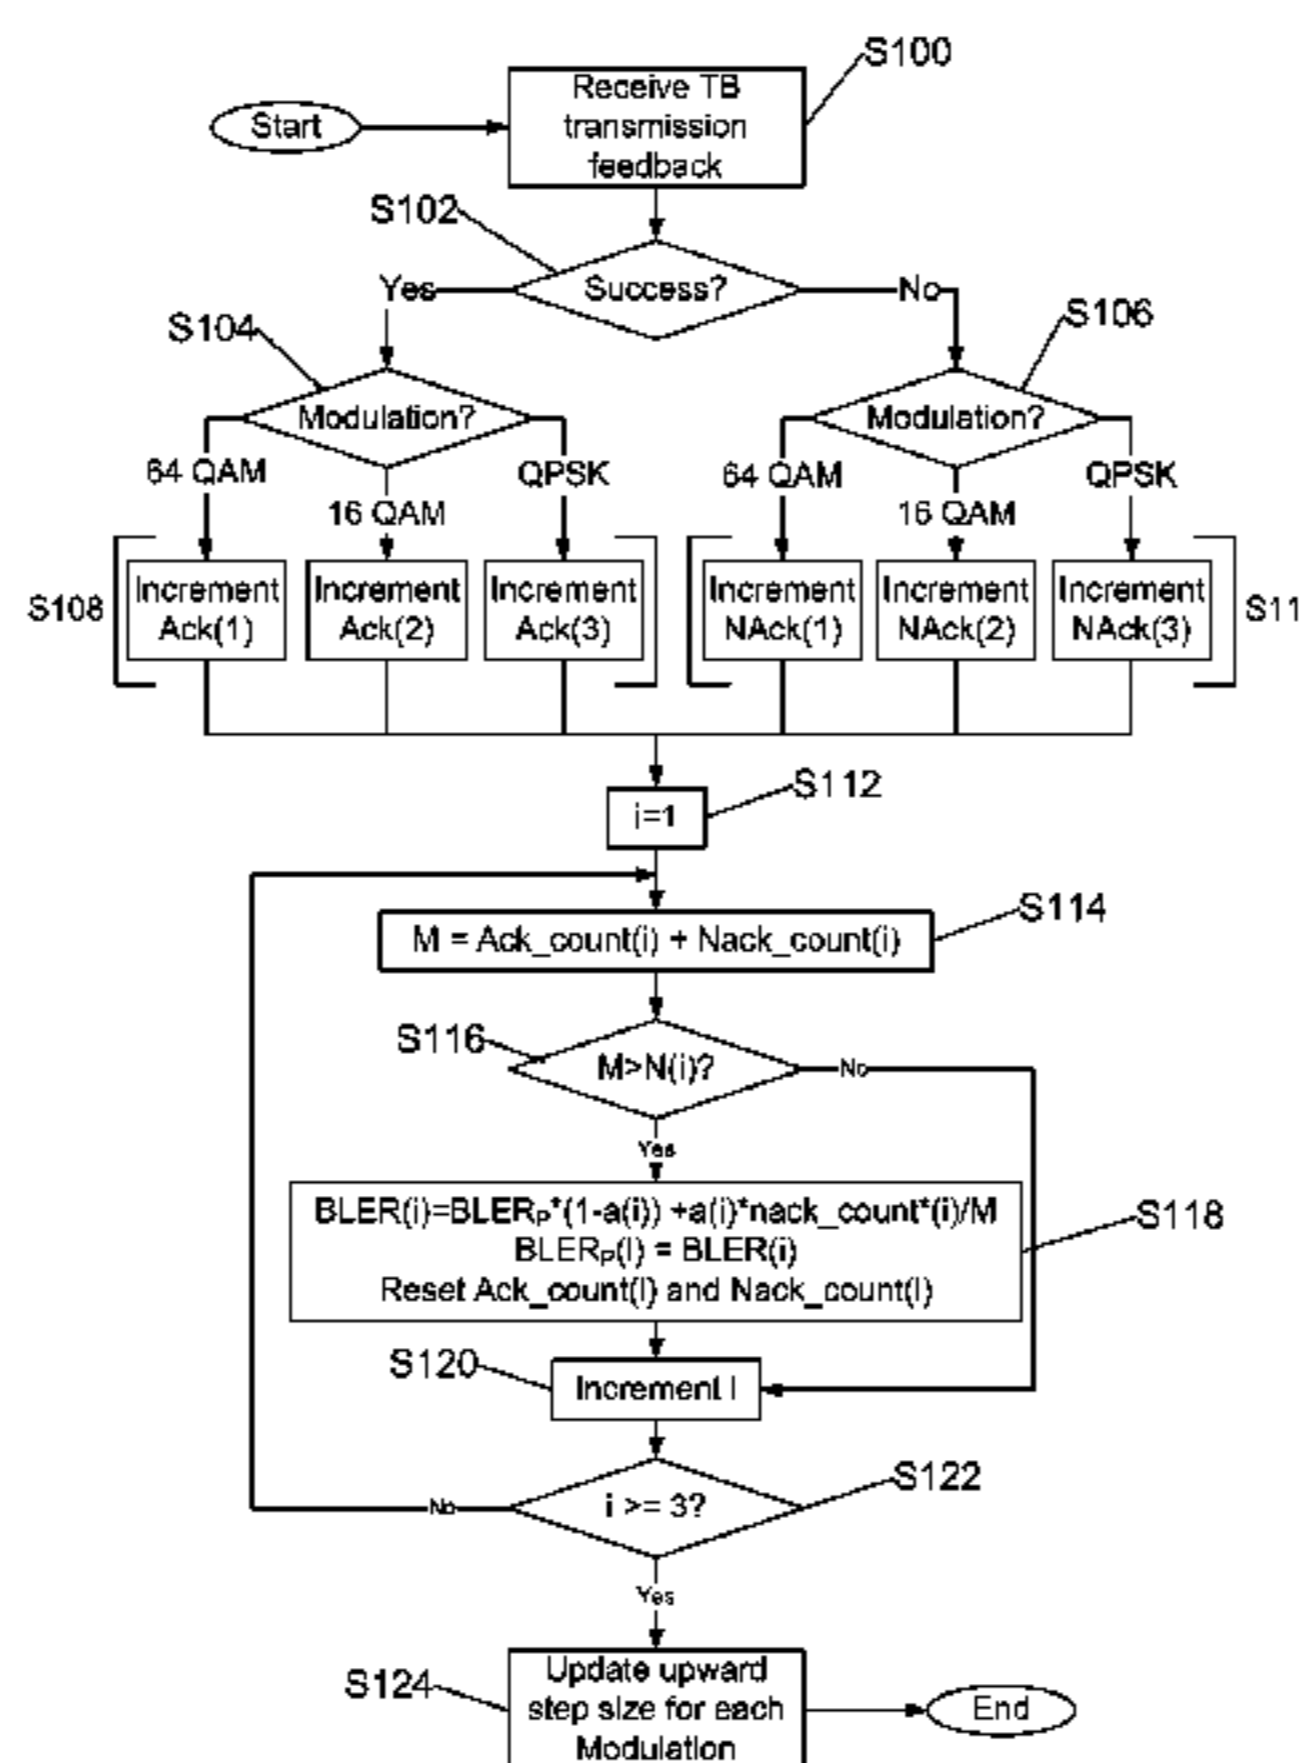 S100
Receive TB
transmission
feedback
Start
S102
Success?
Yes
No
S104
S106
Modulation?
Modulation?
64 QAM
16 QAM
QPSK
64 QAM
16 QAM
QPSK
S108
Increment
Ack(1)
Increment
Ack(2)
Increment
Ack(3)
Increment
NAck(1)
Increment
NAck(2)
Increment
NAck(3)
S11
i=1
S112
M = Ack_count(i) + Nack_count(i)
S114
S116
M>N(i)?
No
Yes
BLER(i)=BLERP*(1-a(i)) +a(i)*nack_count*(i)/M
BLERP(I) = BLER(i)
Reset Ack_count(I) and Nack_count(I)
S118
S120
Increment I
i >= 3?
S122
No
Yes
S124
Update upward
step size for each
Modulation
End